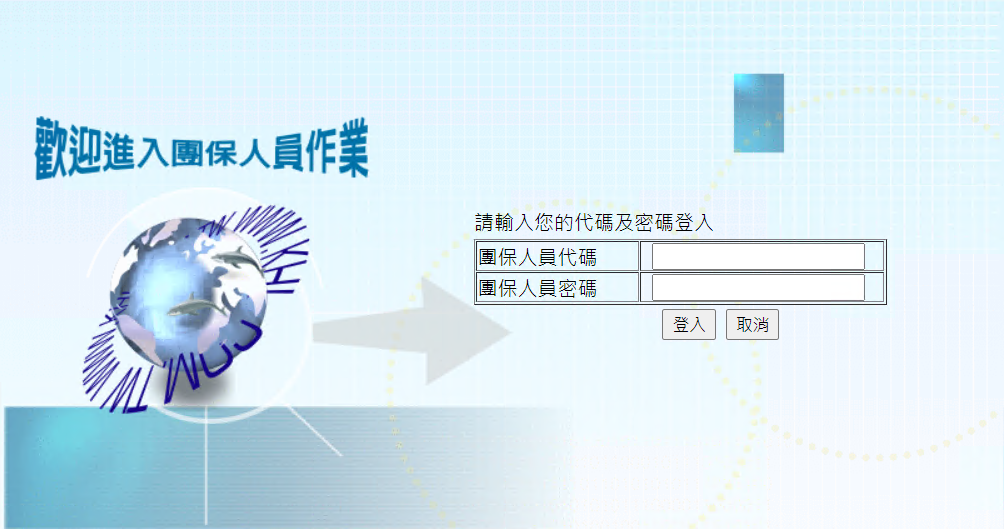 歡迎進入團保人員作業
請輸入您的代碼及密碼登入
團保人員代碼
團保人員密碼
登入 取消